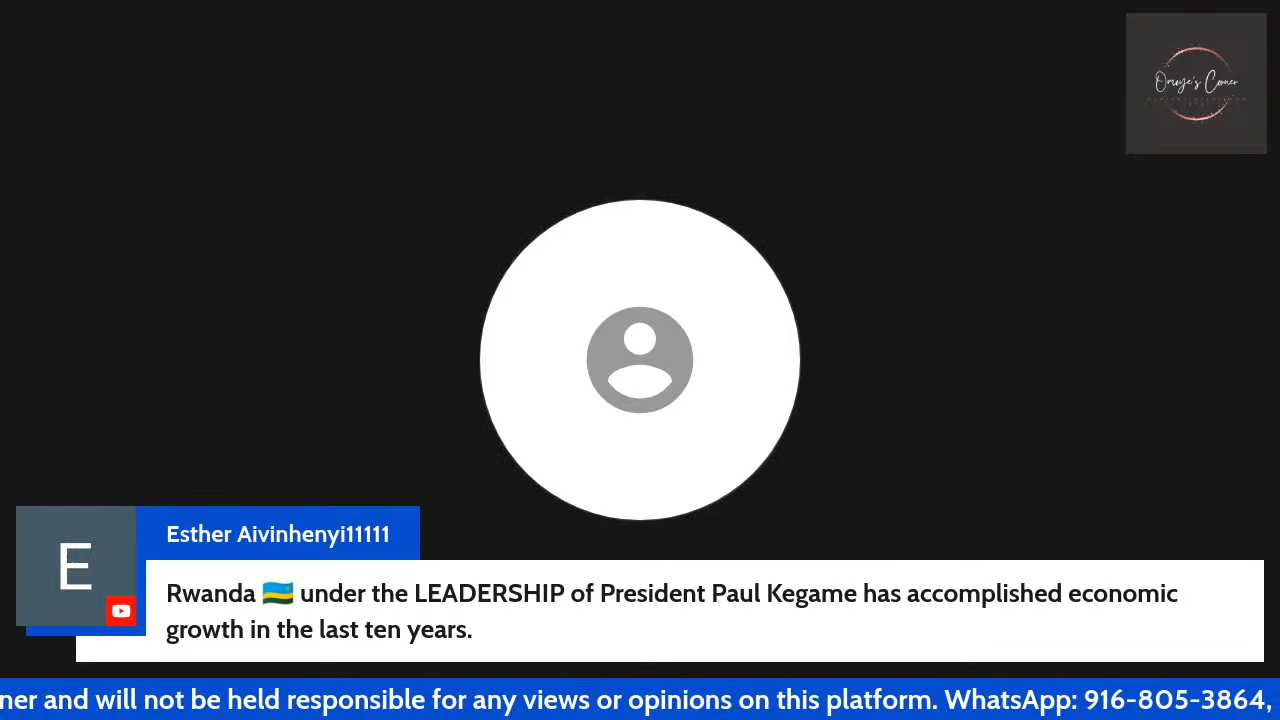 Omoye's Corner
E
Esther Aivinhenyi11111
Rwanda 🇷🇼 under the LEADERSHIP of President Paul Kegame has accomplished economic
growth in the last ten years.
ner and will not be held responsible for any views or opinions on this platform. WhatsApp: 916-805-3864,